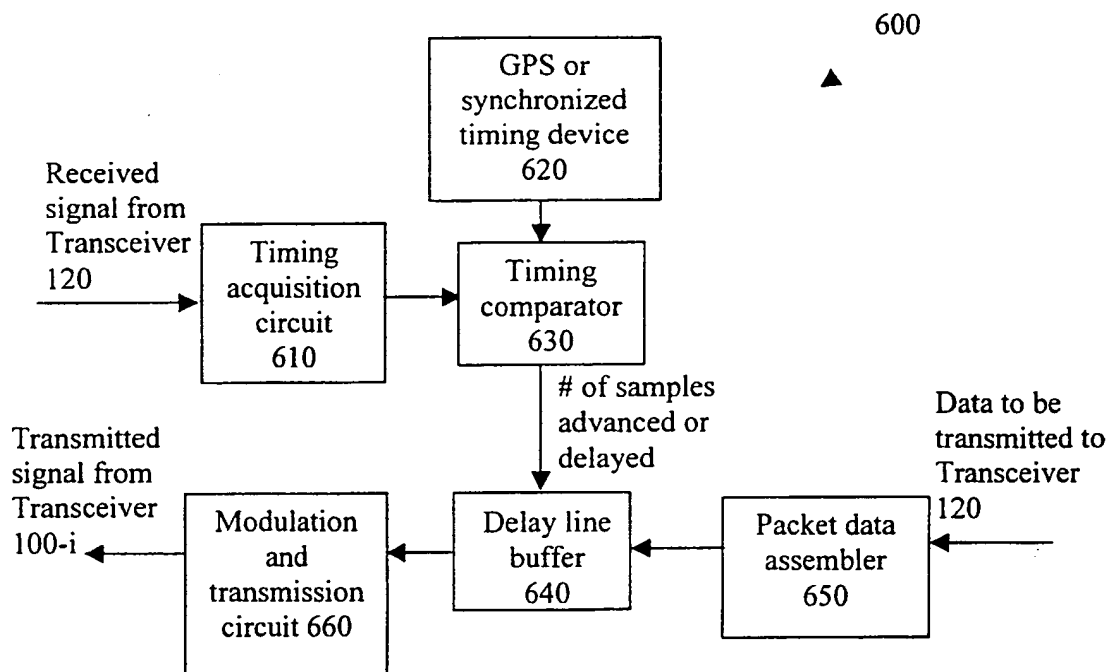 600
GPS or
synchronized
timing device
620
Received
signal from
Transceiver
120
Timing
acquisition
circuit
610
Timing
comparator
630
# of samples
advanced or
delayed
Data to be
transmitted to
Transceiver
120
Transmitted
signal from
Transceiver
100-i
Modulation
and
transmission
circuit 660
Delay line
buffer
640
Packet data
assembler
650